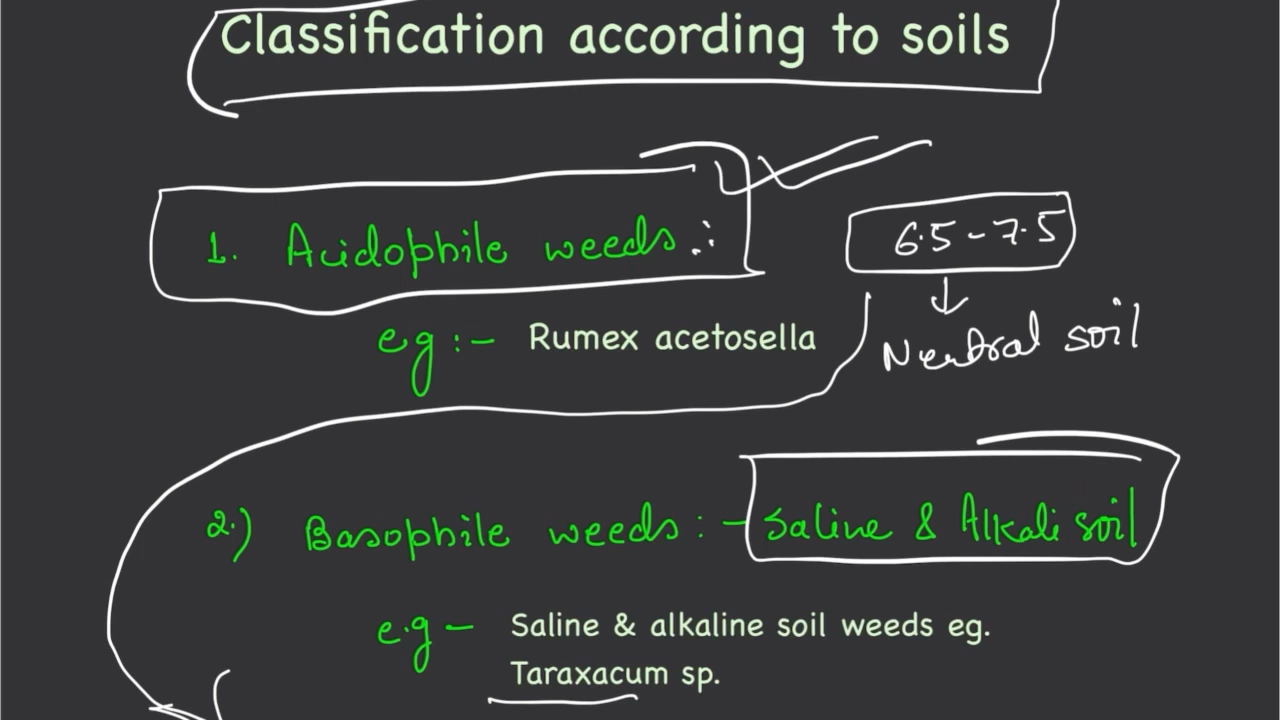 Classification according to soils
1. Acidophile weeds :
6.5 - 7.5
eg :- Rumex acetosella
Neutral soil
2.) Basophile weeds : - Saline & Alkali soil
e.g - Saline & alkaline soil weeds eg.
Taraxacum sp.